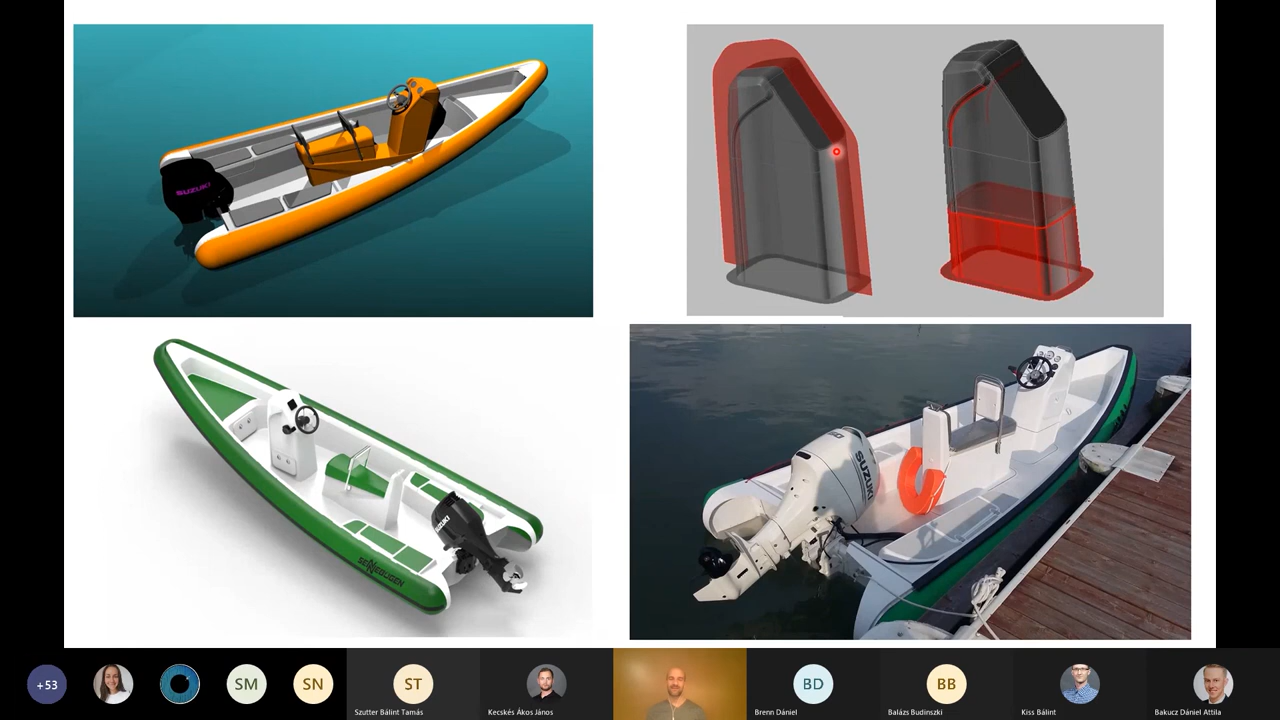 SUZUKI
SUZUKI
SUZUKI
+53
SM
SN
ST
BD
BB
Szutter Bálint Tamás
Kecskés Ákos János
Brenn Dániel
Balázs Budinszki
Kiss Bálint
Bakucz Dániel Attila